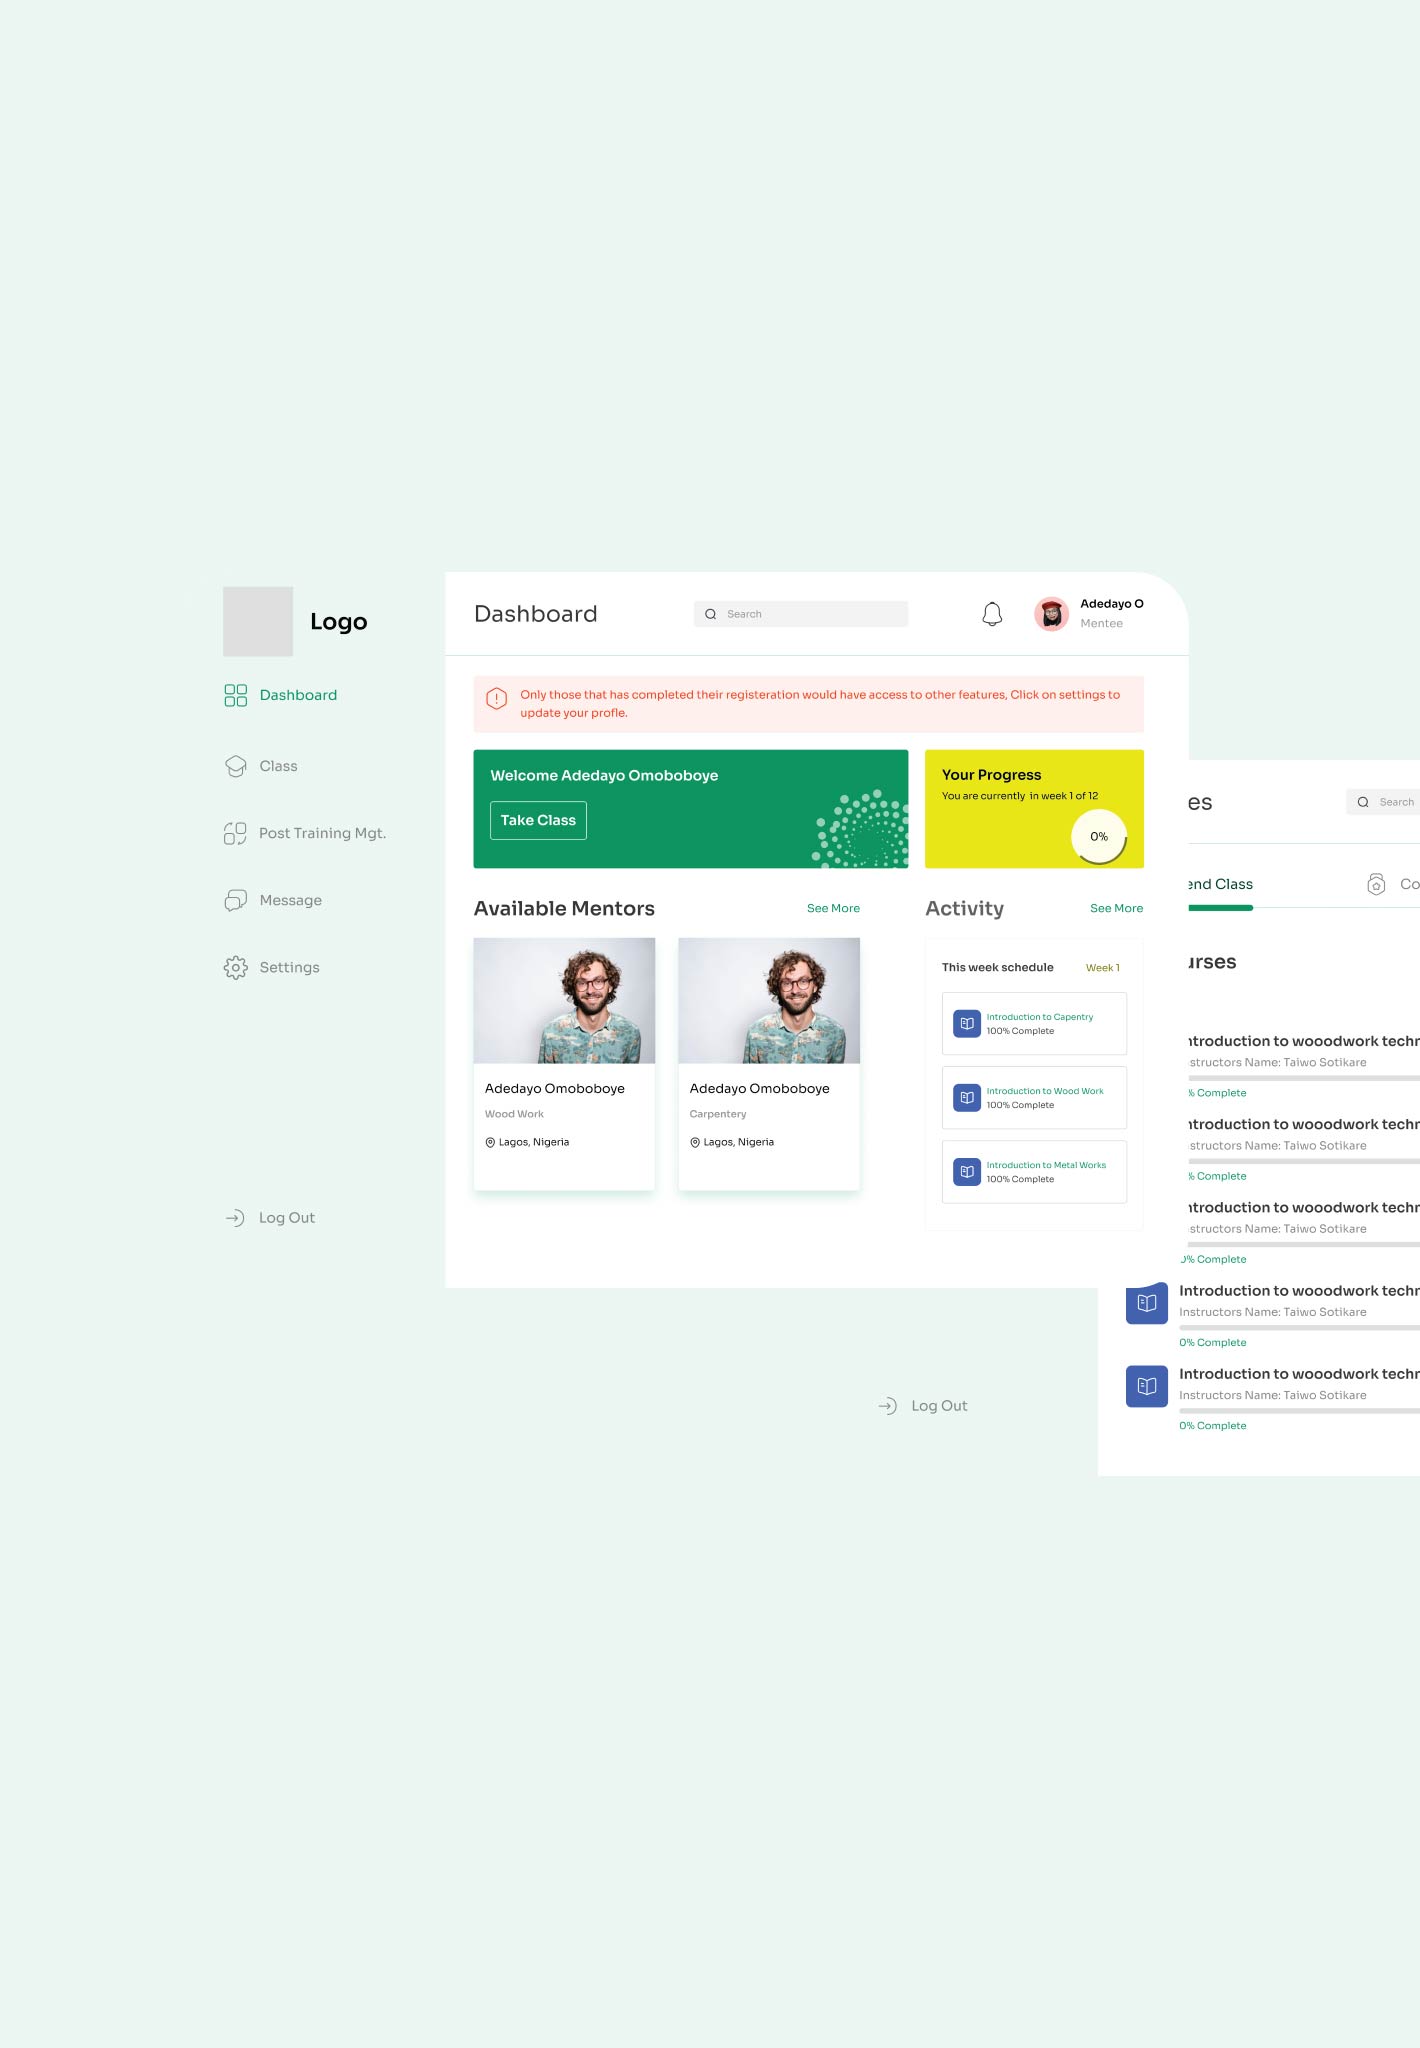 Logo
Dashboard
Class
Post Training Mgt.
Message
Settings
Log Out
Dashboard
Search
Adedayo O
Mentee
Only those that has completed their registeration would have access to other features, Click on settings to
update your profle.
Welcome Adedayo Omoboboye
Take Class
Your Progress
You are currently in week 1 of 12
0%
Available Mentors
See More
Adedayo Omoboboye
Wood Work
Lagos, Nigeria
Adedayo Omoboboye
Carpentery
Lagos, Nigeria
Activity
See More
This week schedule
Week 1
Introduction to Capentry
100% Complete
Introduction to Wood Work
100% Complete
Introduction to Metal Works
100% Complete
Log Out
es
Search
end Class
Co
urses
ntroduction to wooodwork techn
structors Name: Taiwo Sotikare
% Complete
ntroduction to wooodwork techn
structors Name: Taiwo Sotikare
% Complete
ntroduction to wooodwork techn
structors Name: Taiwo Sotikare
0% Complete
Introduction to wooodwork techn
Instructors Name: Taiwo Sotikare
0% Complete
Introduction to wooodwork techn
Instructors Name: Taiwo Sotikare
0% Complete